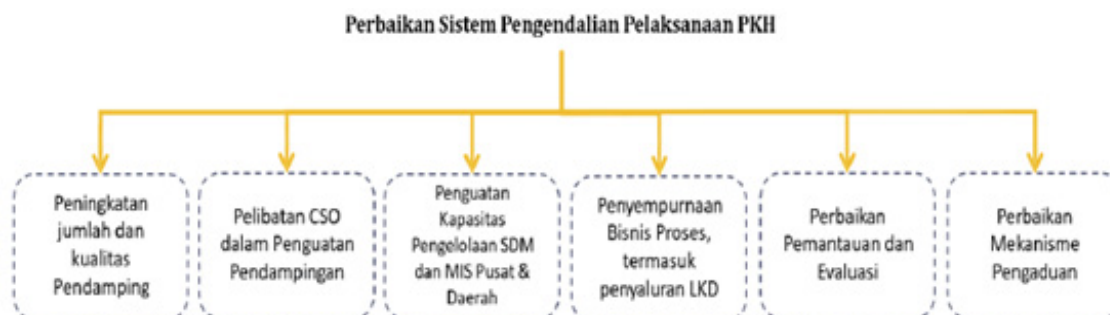 Perbaikan Sistem Pengendalian Pelaksanaan PKH
Peningkatan
jumlah dan
kualitas
Pendamping
Pelibatan CSO
dalam Penguatan
Pendampingan
Penguatan
Kapasitas
Pengelolaan SDM
dan MIS Pusat &
Daerah
Penyempurnaan
Bisnis Proses,
termasuk
penyaluran LKD
Perbaikan
Pemantauan dan
Evaluasi
Perbaikan
Mekanisme
Pengaduan